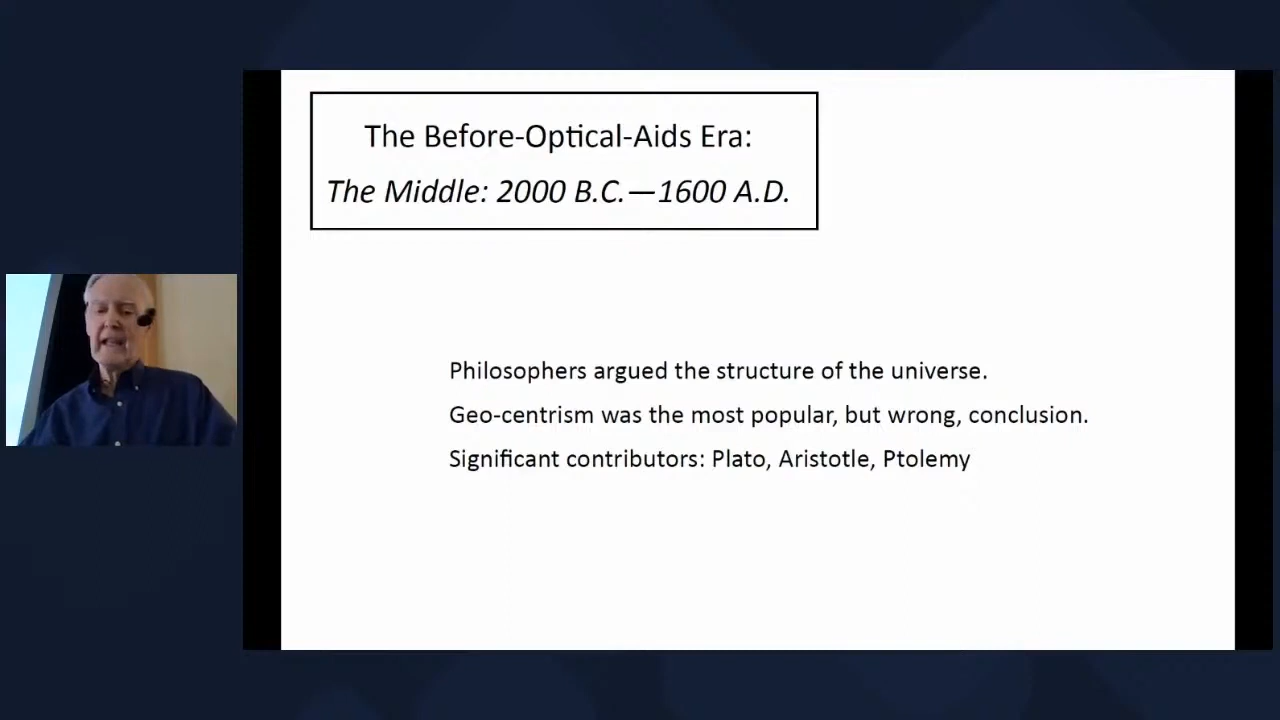 The Before-Optical-Aids Era:
The Middle: 2000 B.C.—1600 A.D.
Philosophers argued the structure of the universe.
Geo-centrism was the most popular, but wrong, conclusion.
Significant contributors: Plato, Aristotle, Ptolemy